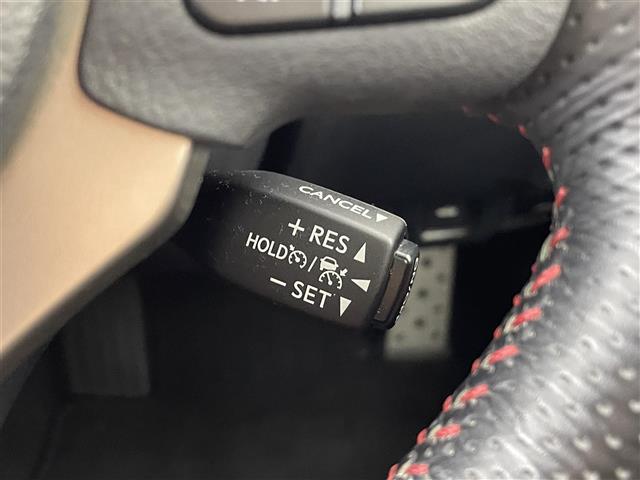 CANCEL
+ RES
HOLD /
- SET